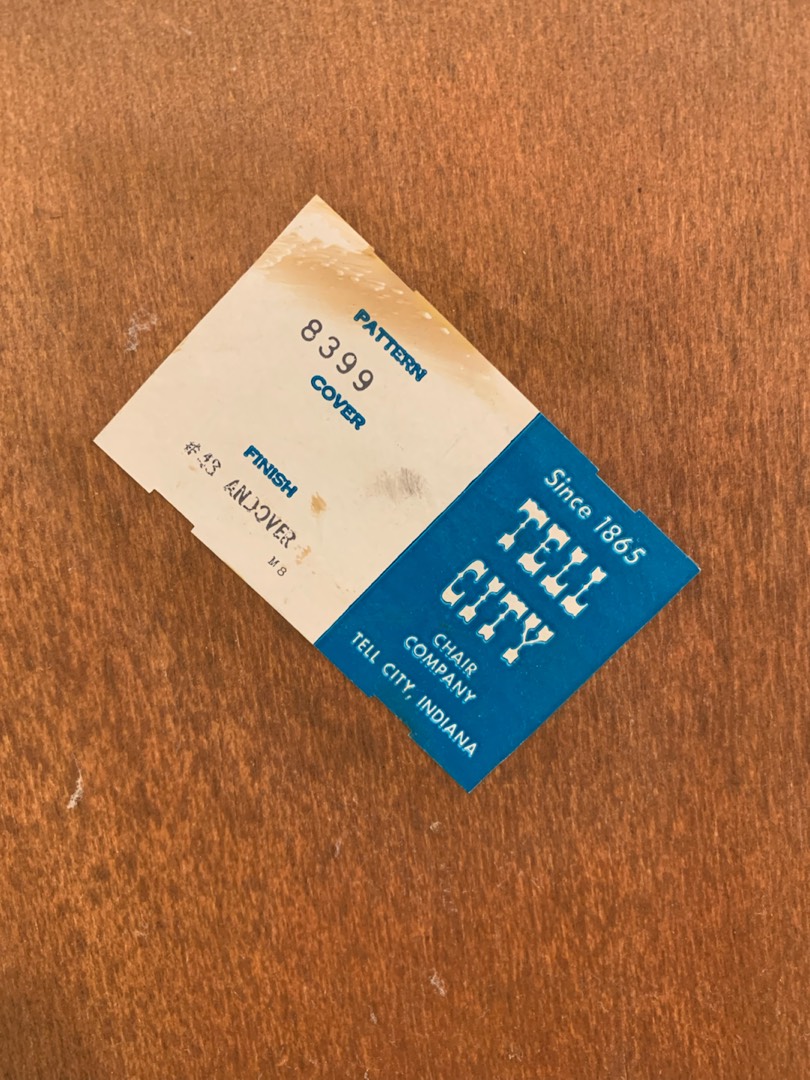 PATTERN
8399
COVER
FINISH
#43 ANDOVER
M8
Since 1865
TELL
CITY
CHAIR
COMPANY
TELL CITY, INDIANA